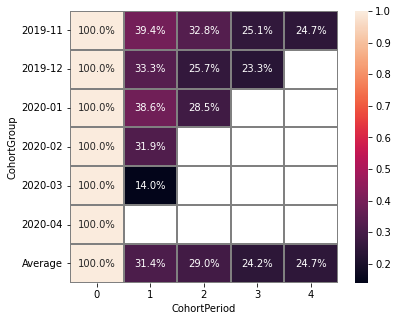 2019-11 100.0% 39.4% 32.8% 25.1% 24.7%
2019-12 100.0% 33.3% 25.7% 23.3%
2020-01 100.0% 38.6% 28.5%
2020-02 100.0% 31.9%
2020-03 100.0% 14.0%
2020-04 100.0%
Average 100.0% 31.4% 29.0% 24.2% 24.7%
0 1 2 3 4
CohortPeriod
CohortGroup
1.0
0.9
0.8
0.7
0.6
0.5
0.4
0.3
0.2